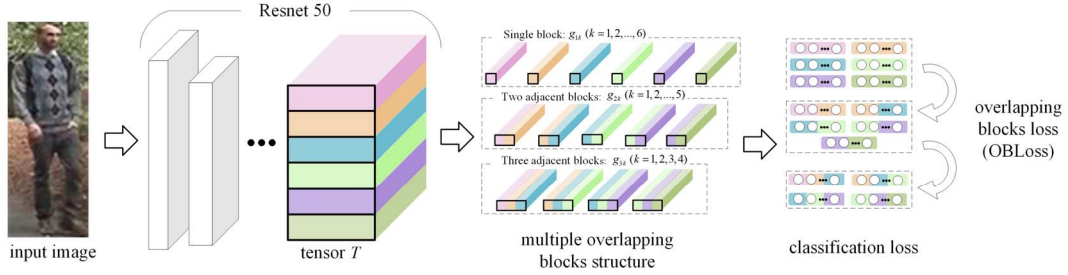 Resnet 50
input image
tensor T
Single block: g1k (k=1,2,...,6)
Two adjacent blocks: g2k (k=1,2,...,5)
Three adjacent blocks: g3k (k=1,2,3,4)
multiple overlapping
blocks structure
classification loss
overlapping
blocks loss
(OBLoss)